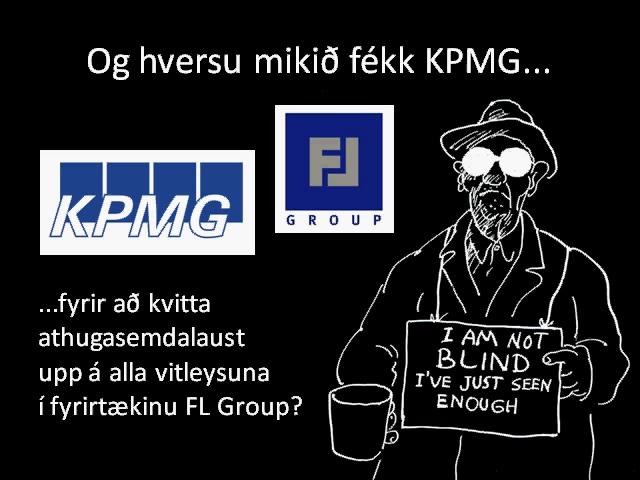 Og hversu mikið fékk KPMG...
KPMG
FL
GROUP
...fyrir að kvitta
athugasemdalaust
upp á alla vitleysuna
í fyrirtækinu FL Group?
I AM NOT
BLIND
I'VE JUST SEEN
ENOUGH